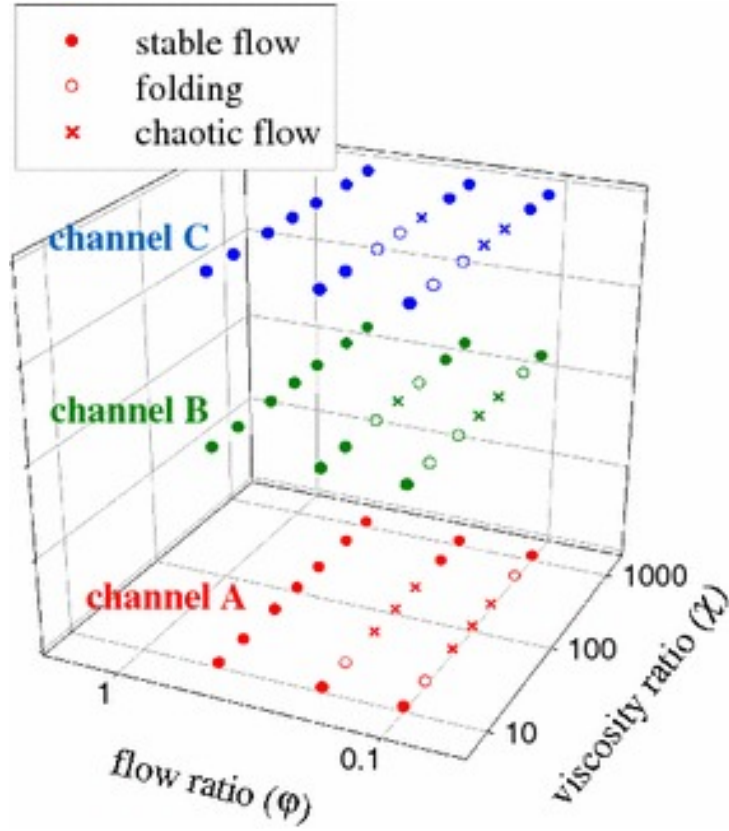 stable flow
folding
chaotic flow
channel C
channel B
channel A
1000
100
10
1
0.1
flow ratio (φ)
viscosity ratio (χ)